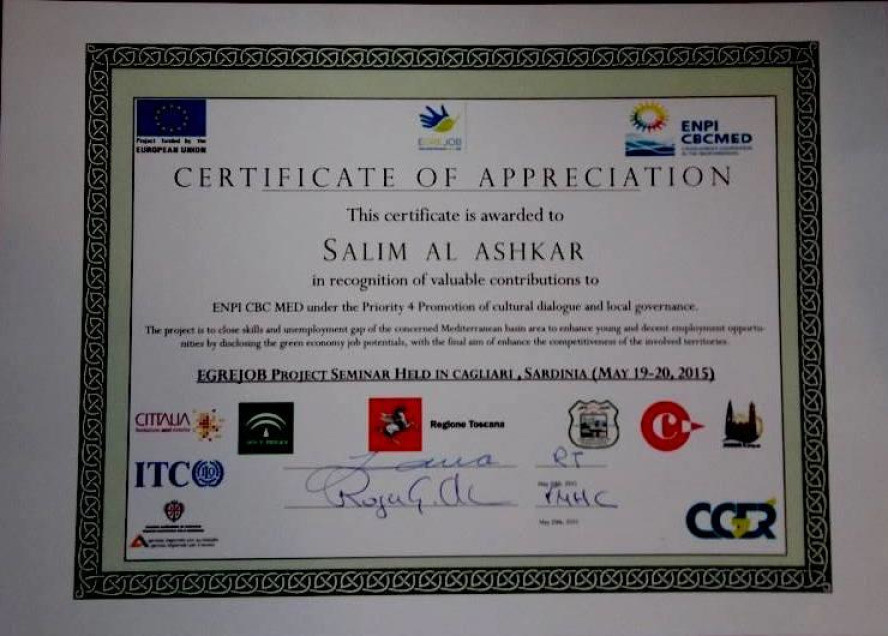 Project funded by the
EUROPEAN UNION
EGREJOB
ENPI
CBCMED
CERTIFICATE OF APPRECIATION
This certificate is awarded to
SALIM AL ASHKAR
in recognition of valuable contributions to
ENPI CBC MED under the Priority 4 Promotion of cultural dialogue and local governance.
The project is to close skills and unemployment gap of the concerned Mediterranean basin area to enhance young and decent employment opportu-
nities by disclosing the green economy job potentials, with the final aim of enhance the competitiveness of the involved territories.
EGREJOB PROJECT SEMINAR HELD IN CAGLIARI , SARDINIA (MAY 19-20, 2015)
CITTALIA
Regione Toscana
ITC
RT
YMHC
CCER